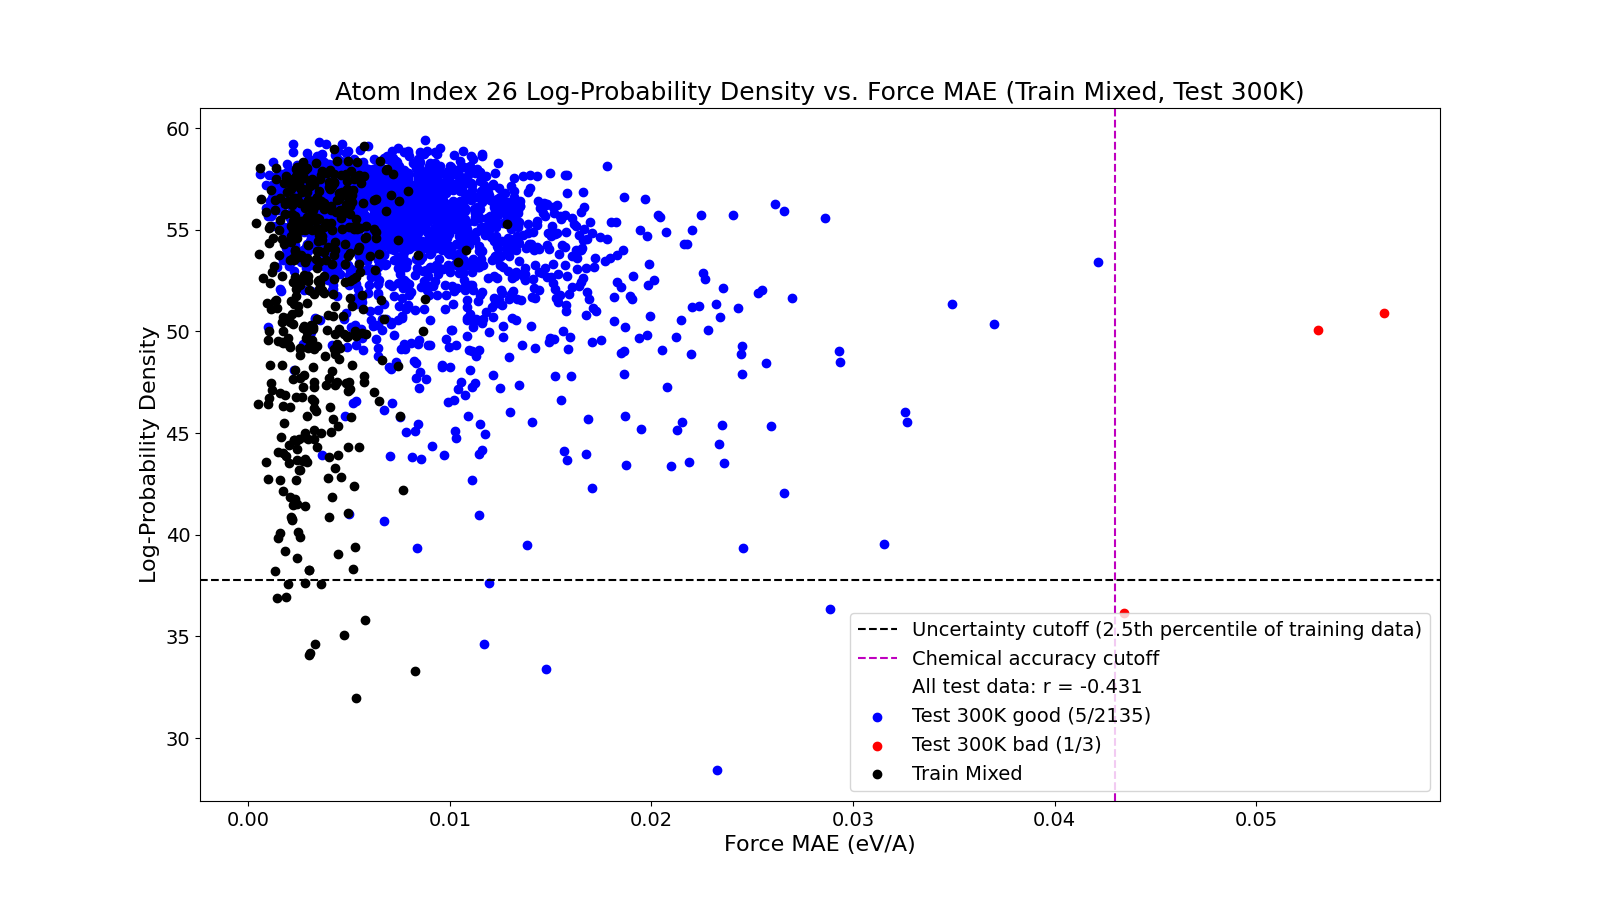 Atom Index 26 Log-Probability Density vs. Force MAE (Train Mixed, Test 300K)
60
55
50
45
40
35
30
Log-Probability Density
Uncertainty cutoff (2.5th percentile of training data)
Chemical accuracy cutoff
All test data: r = -0.431
Test 300K good (5/2135)
Test 300K bad (1/3)
Train Mixed
0.00 0.01 0.02 0.03 0.04 0.05
Force MAE (eV/A)